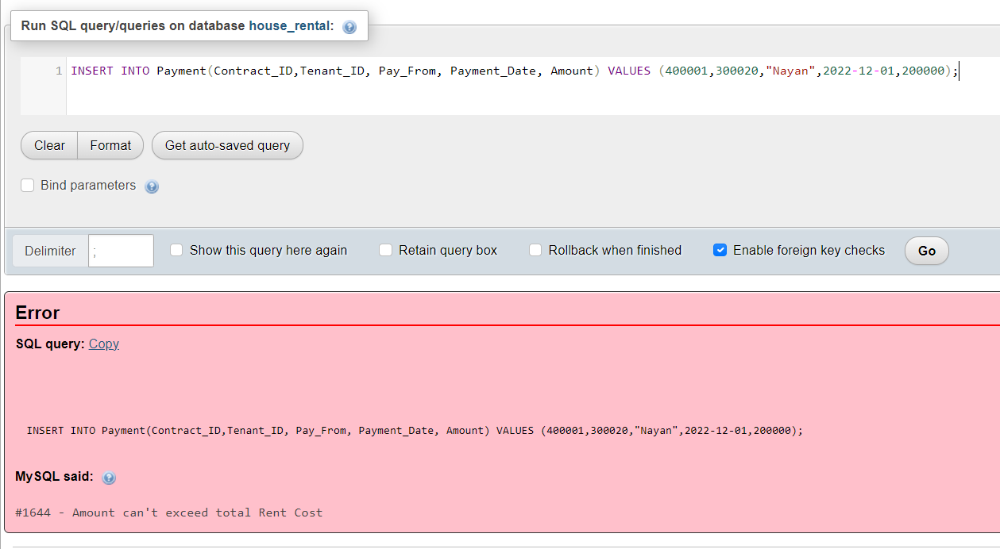 Run SQL query/queries on database house_rental:
1 INSERT INTO Payment(Contract_ID,Tenant_ID, Pay_From, Payment_Date, Amount) VALUES (400001,300020,"Nayan",2022-12-01,200000);
Clear Format Get auto-saved query
Bind parameters
Delimiter ; Show this query here again Retain query box Rollback when finished Enable foreign key checks Go
Error
SQL query: Copy
INSERT INTO Payment(Contract_ID,Tenant_ID, Pay_From, Payment_Date, Amount) VALUES (400001,300020,"Nayan",2022-12-01,200000);
MySQL said:
#1644 - Amount can't exceed total Rent Cost